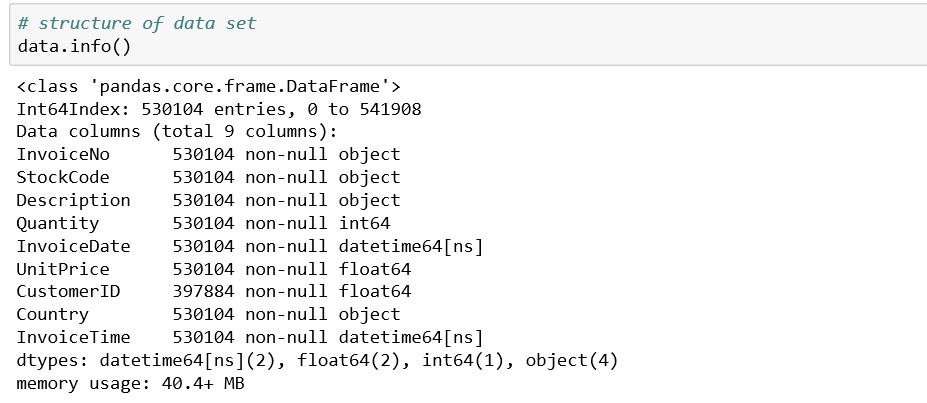 # structure of data set
data.info()
<class 'pandas.core.frame.DataFrame'>
Int64Index: 530104 entries, 0 to 541908
Data columns (total 9 columns):
InvoiceNo      530104 non-null object
StockCode      530104 non-null object
Description    530104 non-null object
Quantity       530104 non-null int64
InvoiceDate    530104 non-null datetime64[ns]
UnitPrice      530104 non-null float64
CustomerID     397884 non-null float64
Country        530104 non-null object
InvoiceTime    530104 non-null datetime64[ns]
dtypes: datetime64[ns](2), float64(2), int64(1), object(4)
memory usage: 40.4+ MB